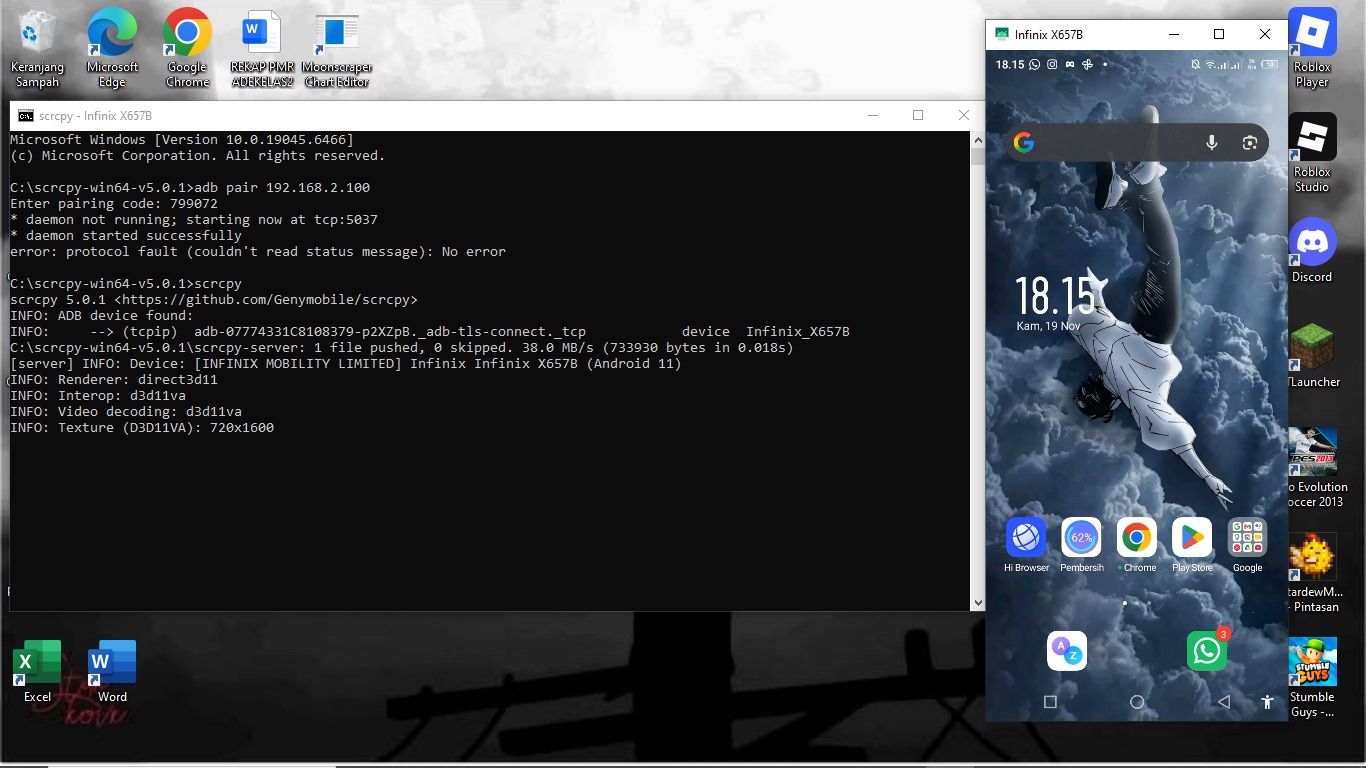 Keranjang
Sampah
Microsoft
Edge
Google
Chrome
REKAP PMR
ADEKELAS2
Moonscraper
Chart Editor
scrcpy - Infinix X657B
Microsoft Windows [Version 10.0.19045.6466]
(c) Microsoft Corporation. All rights reserved.
C:\scrcpy-win64-v5.0.1>adb pair 192.168.2.100
Enter pairing code: 799072
* daemon not running; starting now at tcp:5037
* daemon started successfully
error: protocol fault (couldn't read status message): No error
C:\scrcpy-win64-v5.0.1>scrcpy
scrcpy 5.0.1 <https://github.com/Genymobile/scrcpy>
INFO: ADB device found:
INFO:     --> (tcpip)  adb-07774331C8108379-p2XZpB._adb-tls-connect._tcp            device  Infinix_X657B
C:\scrcpy-win64-v5.0.1\scrcpy-server: 1 file pushed, 0 skipped. 38.0 MB/s (733930 bytes in 0.018s)
[server] INFO: Device: [INFINIX MOBILITY LIMITED] Infinix Infinix X657B (Android 11)
INFO: Renderer: direct3d11
INFO: Interop: d3d11va
INFO: Video decoding: d3d11va
INFO: Texture (D3D11VA): 720x1600
Excel
Word
Infinix X657B
18.15
18.15
Kam, 19 Nov
62%
Hi Browser
Pembersih
Chrome
Play Store
Google
A
Z
3
Roblox
Player
Roblox
Studio
Discord
TLauncher
PES2013
o Evolution
occer 2013
tardewM...
- Pintasan
STUMBLE
GUYS
Stumble
Guys -...